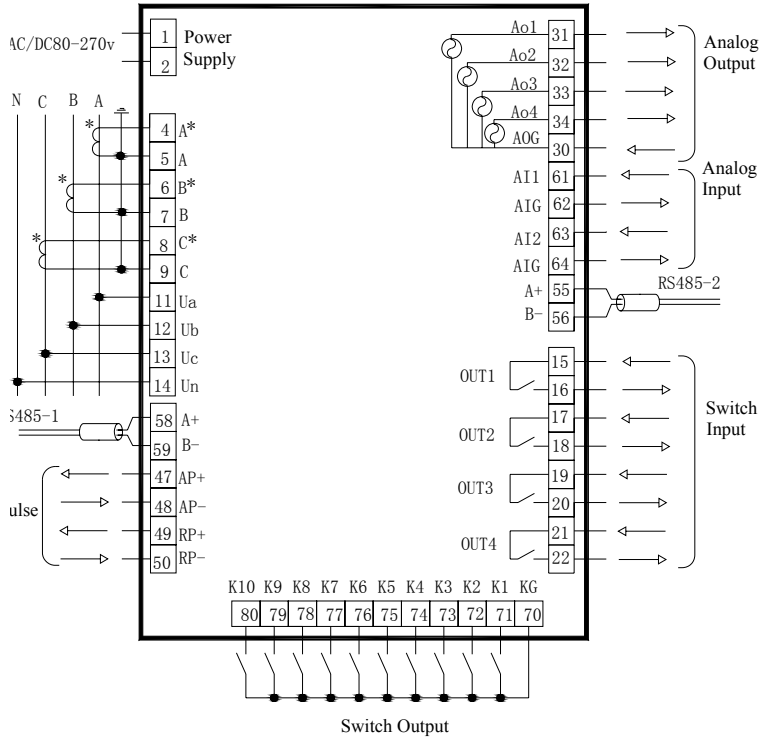 AC/DC80-270v
1 Power
2 Supply
N C B A
* 4 A*
5 A
* 6 B*
7 B
* 8 C*
9 C
11 Ua
12 Ub
13 Uc
14 Un
S485-1
58 A+
59 B-
47 AP+
48 AP-
49 RP+
50 RP-
ulse
Ao1 31
Ao2 32
Ao3 33
Ao4 34
AOG 30
Analog
Output
AI1 61
AIG 62
AI2 63
AIG 64
Analog
Input
A+ 55
B- 56
RS485-2
OUT1 15
16
OUT2 17
18
OUT3 19
20
OUT4 21
22
Switch
Input
K10 K9 K8 K7 K6 K5 K4 K3 K2 K1 KG
80 79 78 77 76 75 74 73 72 71 70
Switch Output